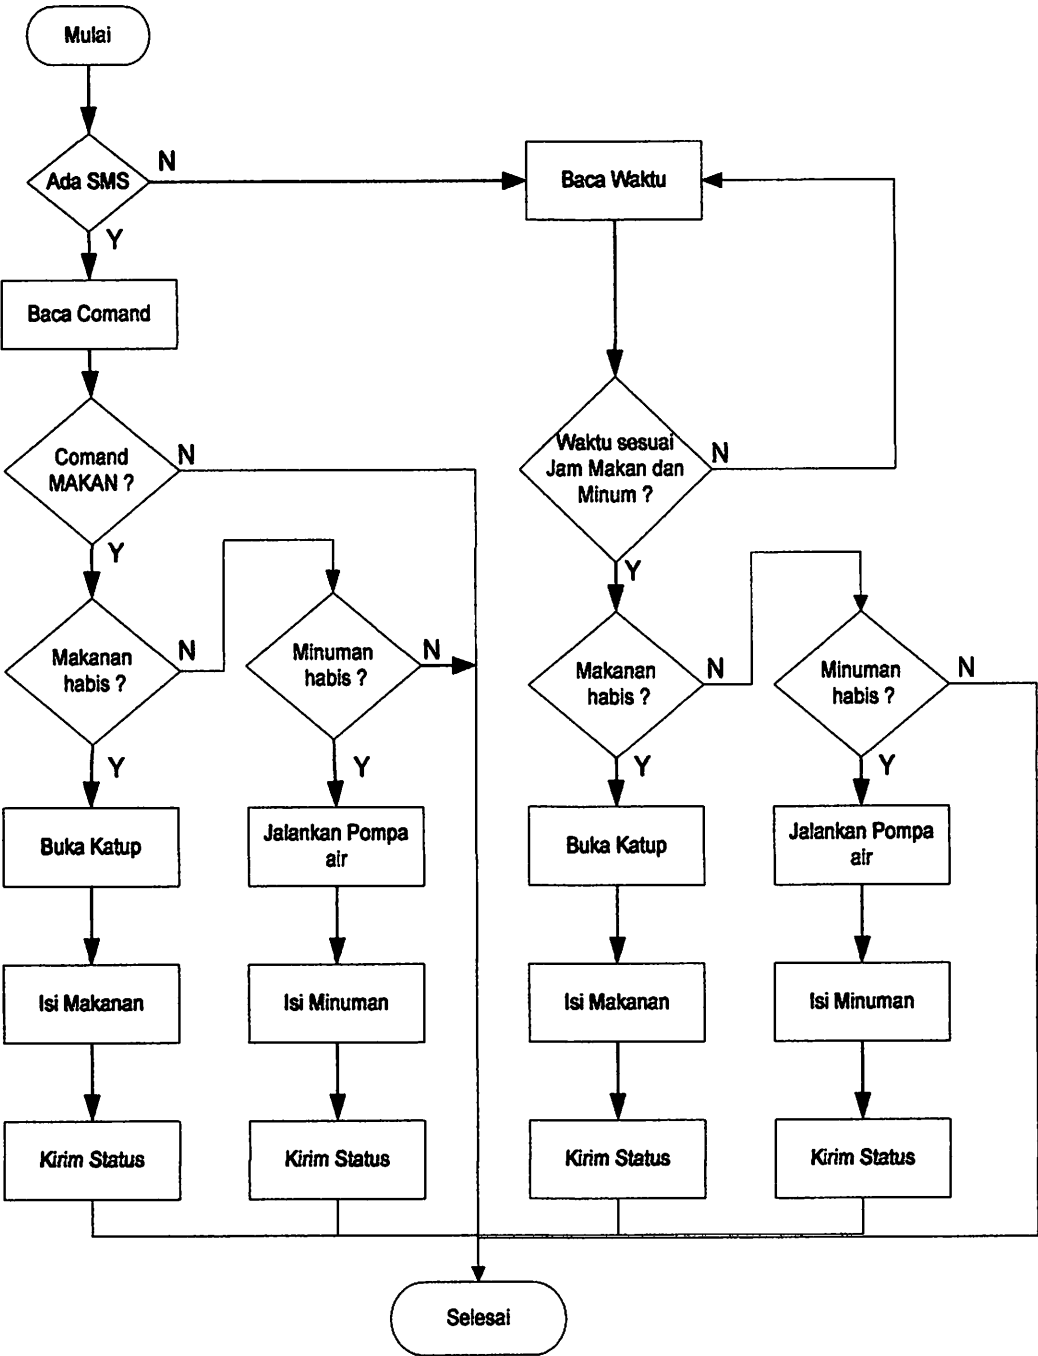 Mulai
Ada SMS
N
Y
Baca Waktu
Baca Comand
Comand
MAKAN ?
N
Y
Waktu sesuai
Jam Makan dan
Minum ?
N
Y
Makanan
habis ?
N
Y
Minuman
habis ?
N
Y
Makanan
habis ?
N
Y
Minuman
habis ?
N
Y
Buka Katup
Jalankan Pompa
air
Buka Katup
Jalankan Pompa
air
Isi Makanan
Isi Minuman
Isi Makanan
Isi Minuman
Kirim Status
Kirim Status
Kirim Status
Kirim Status
Selesai